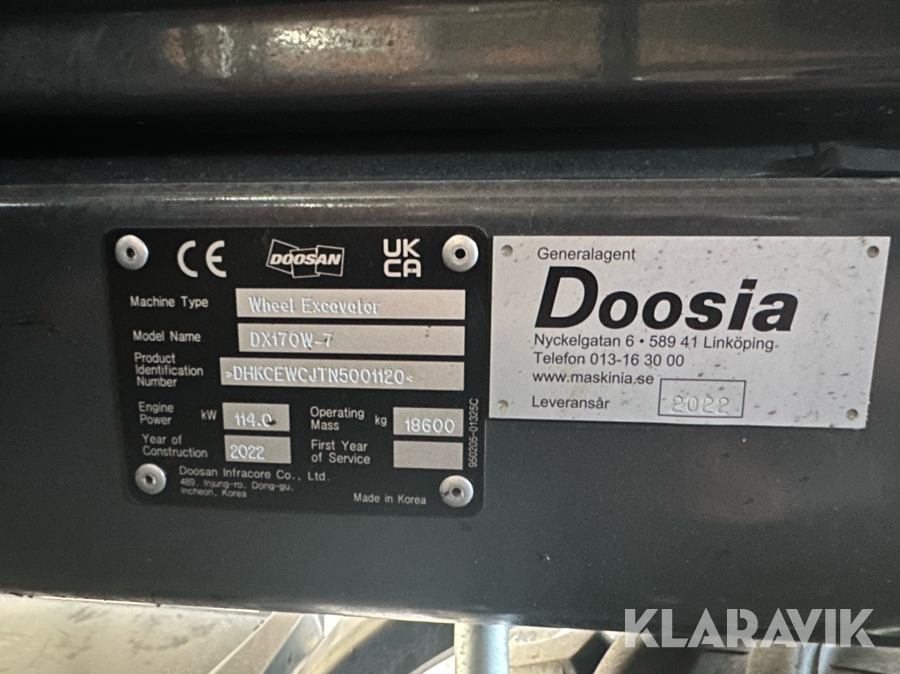 CE DOOSAN UK CA
Machine Type Wheel Excavator
Model Name DX170W-7
Product Identification Number >DHKCEWCJTN5001120<
Engine Power kW 114.0 Operating Mass kg 18600
Year of Construction 2022 First Year of Service
Doosan Infracore Co., Ltd.
489, Injung-ro, Dong-gu,
Incheon, Korea
Made in Korea
950205-01325C
Generalagent
Doosia
Nyckelgatan 6 • 589 41 Linköping
Telefon 013-16 30 00
www.maskinia.se
Leveransår 2022
KLARAVIK